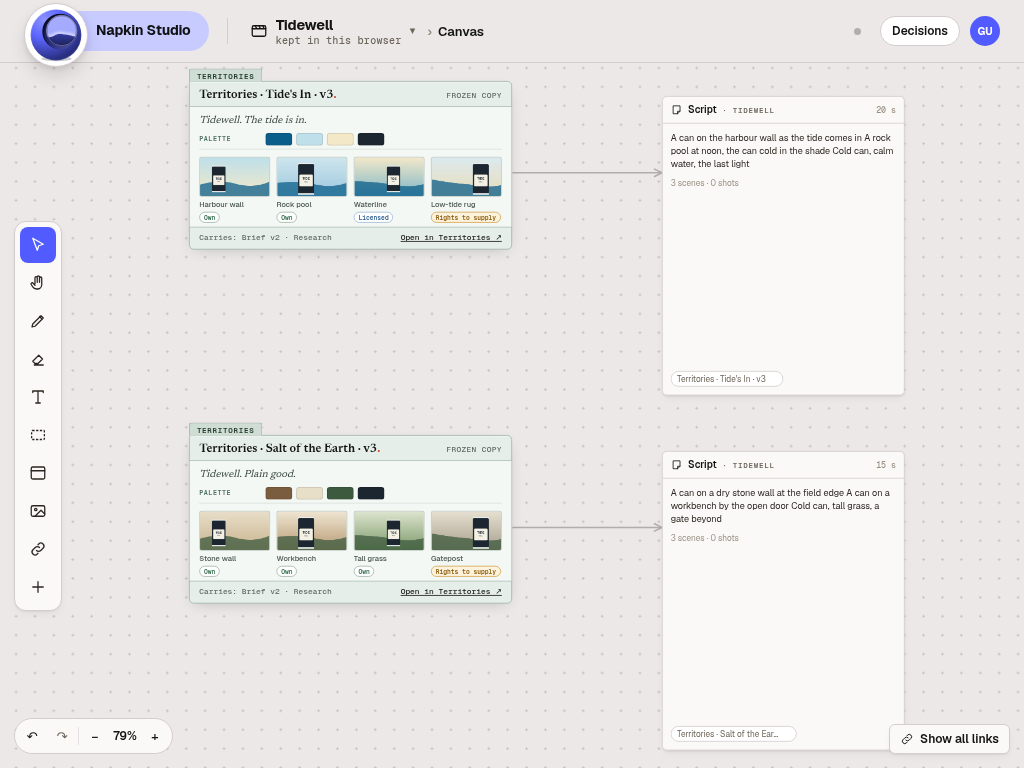 Napkin Studio
Tidewell
kept in this browser
› Canvas
Decisions
GU
TERRITORIES
Territories · Tide's In · v3.
FROZEN COPY
Tidewell. The tide is in.
PALETTE
Harbour wall
Rock pool
Waterline
Low-tide rug
Own
Own
Licensed
Rights to supply
Carries: Brief v2 · Research
Open in Territories ↗
Script · TIDEWELL
20 s
A can on the harbour wall as the tide comes in A rock
pool at noon, the can cold in the shade Cold can, calm
water, the last light
3 scenes · 0 shots
Territories · Tide's In · v3
TERRITORIES
Territories · Salt of the Earth · v3.
FROZEN COPY
Tidewell. Plain good.
PALETTE
Stone wall
Workbench
Tall grass
Gatepost
Own
Own
Own
Rights to supply
Carries: Brief v2 · Research
Open in Territories ↗
Script · TIDEWELL
15 s
A can on a dry stone wall at the field edge A can on a
workbench by the open door Cold can, tall grass, a
gate beyond
3 scenes · 0 shots
Territories · Salt of the Ear...
79%
Show all links